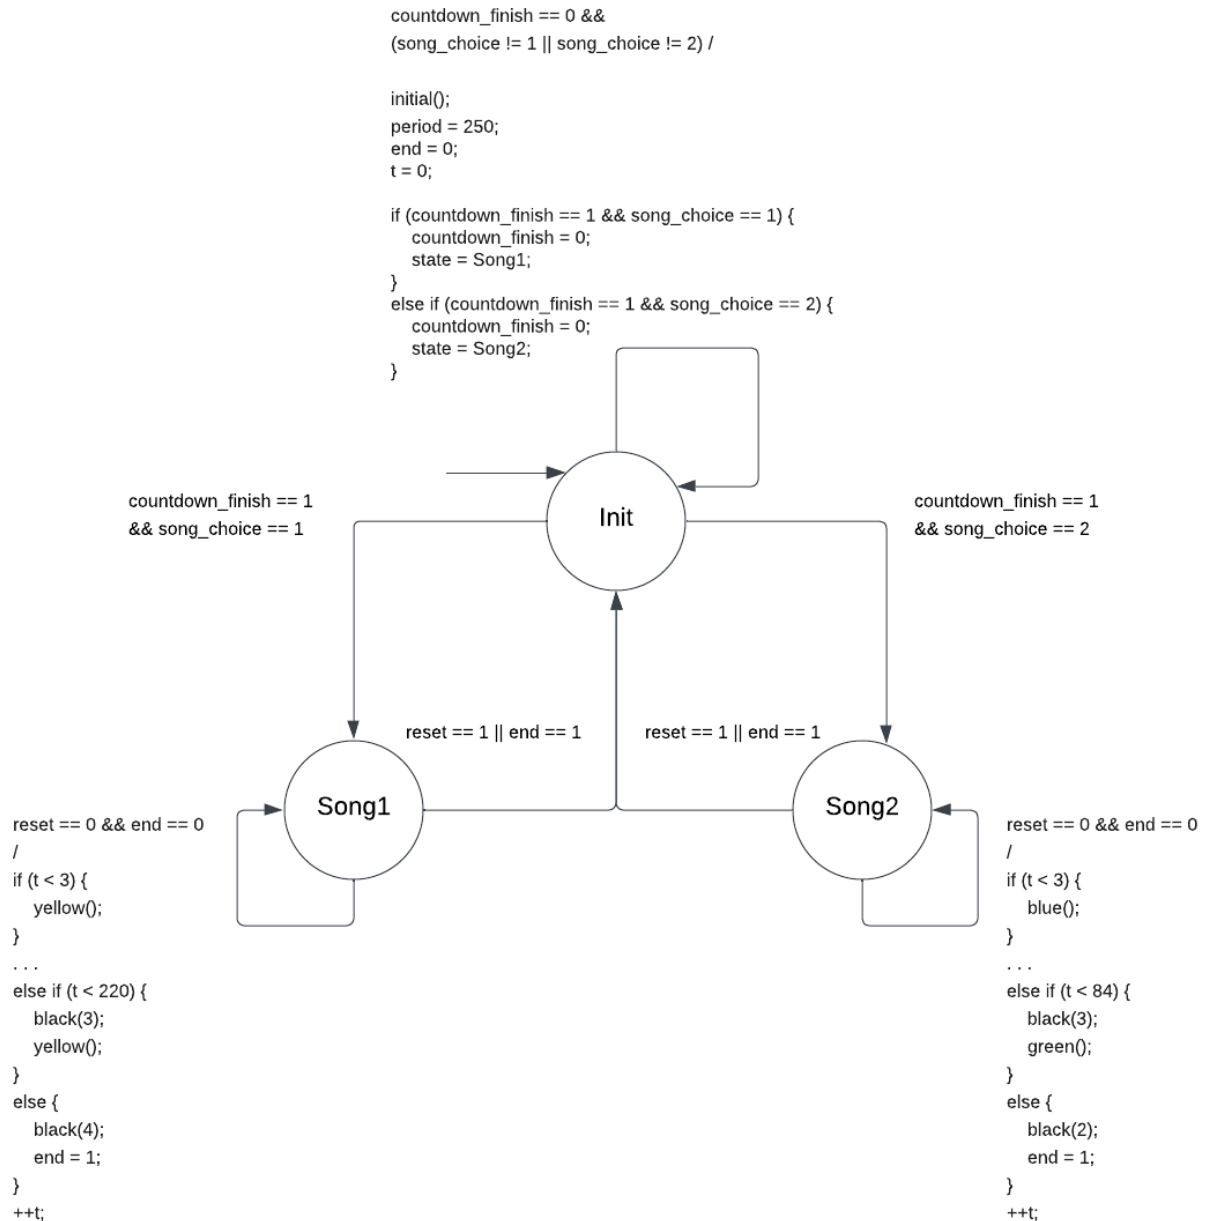 countdown_finish == 0 &&
(song_choice != 1 || song_choice != 2) /
initial();
period = 250;
end = 0;
t = 0;
if (countdown_finish == 1 && song_choice == 1) {
countdown_finish = 0;
state = Song1;
}
else if (countdown_finish == 1 && song_choice == 2) {
countdown_finish = 0;
state = Song2;
}
countdown_finish == 1
&& song_choice == 1
Init
countdown_finish == 1
&& song_choice == 2
reset == 1 || end == 1
reset == 1 || end == 1
Song1
Song2
reset == 0 && end == 0
/
if (t < 3) {
yellow();
}
. . .
else if (t < 220) {
black(3);
yellow();
}
else {
black(4);
end = 1;
}
++t;
reset == 0 && end == 0
/
if (t < 3) {
blue();
}
. . .
else if (t < 84) {
black(3);
green();
}
else {
black(2);
end = 1;
}
++t;